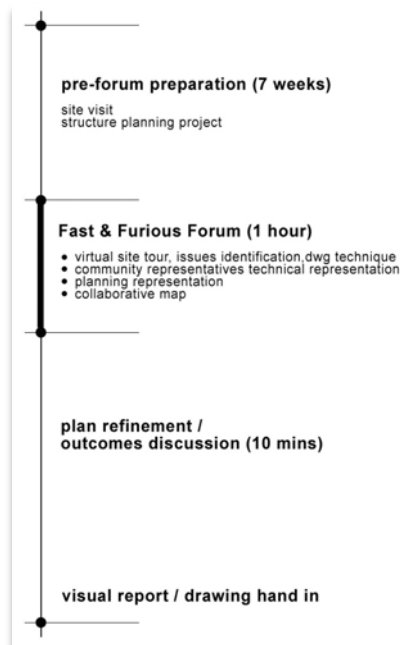 pre-forum preparation (7 weeks)
site visit
structure planning project
Fast & Furious Forum (1 hour)
• virtual site tour, issues identification,dwg technique
• community representatives technical representation
• planning representation
• collaborative map
plan refinement /
outcomes discussion (10 mins)
visual report / drawing hand in